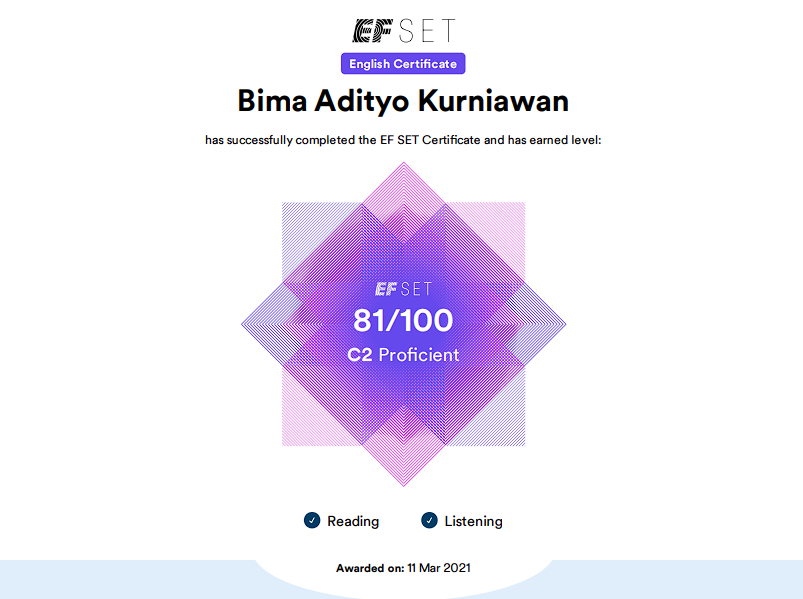 EF SET
English Certificate
Bima Adityo Kurniawan
has successfully completed the EF SET Certificate and has earned level:
EF SET
81/100
C2 Proficient
Reading Listening
Awarded on: 11 Mar 2021